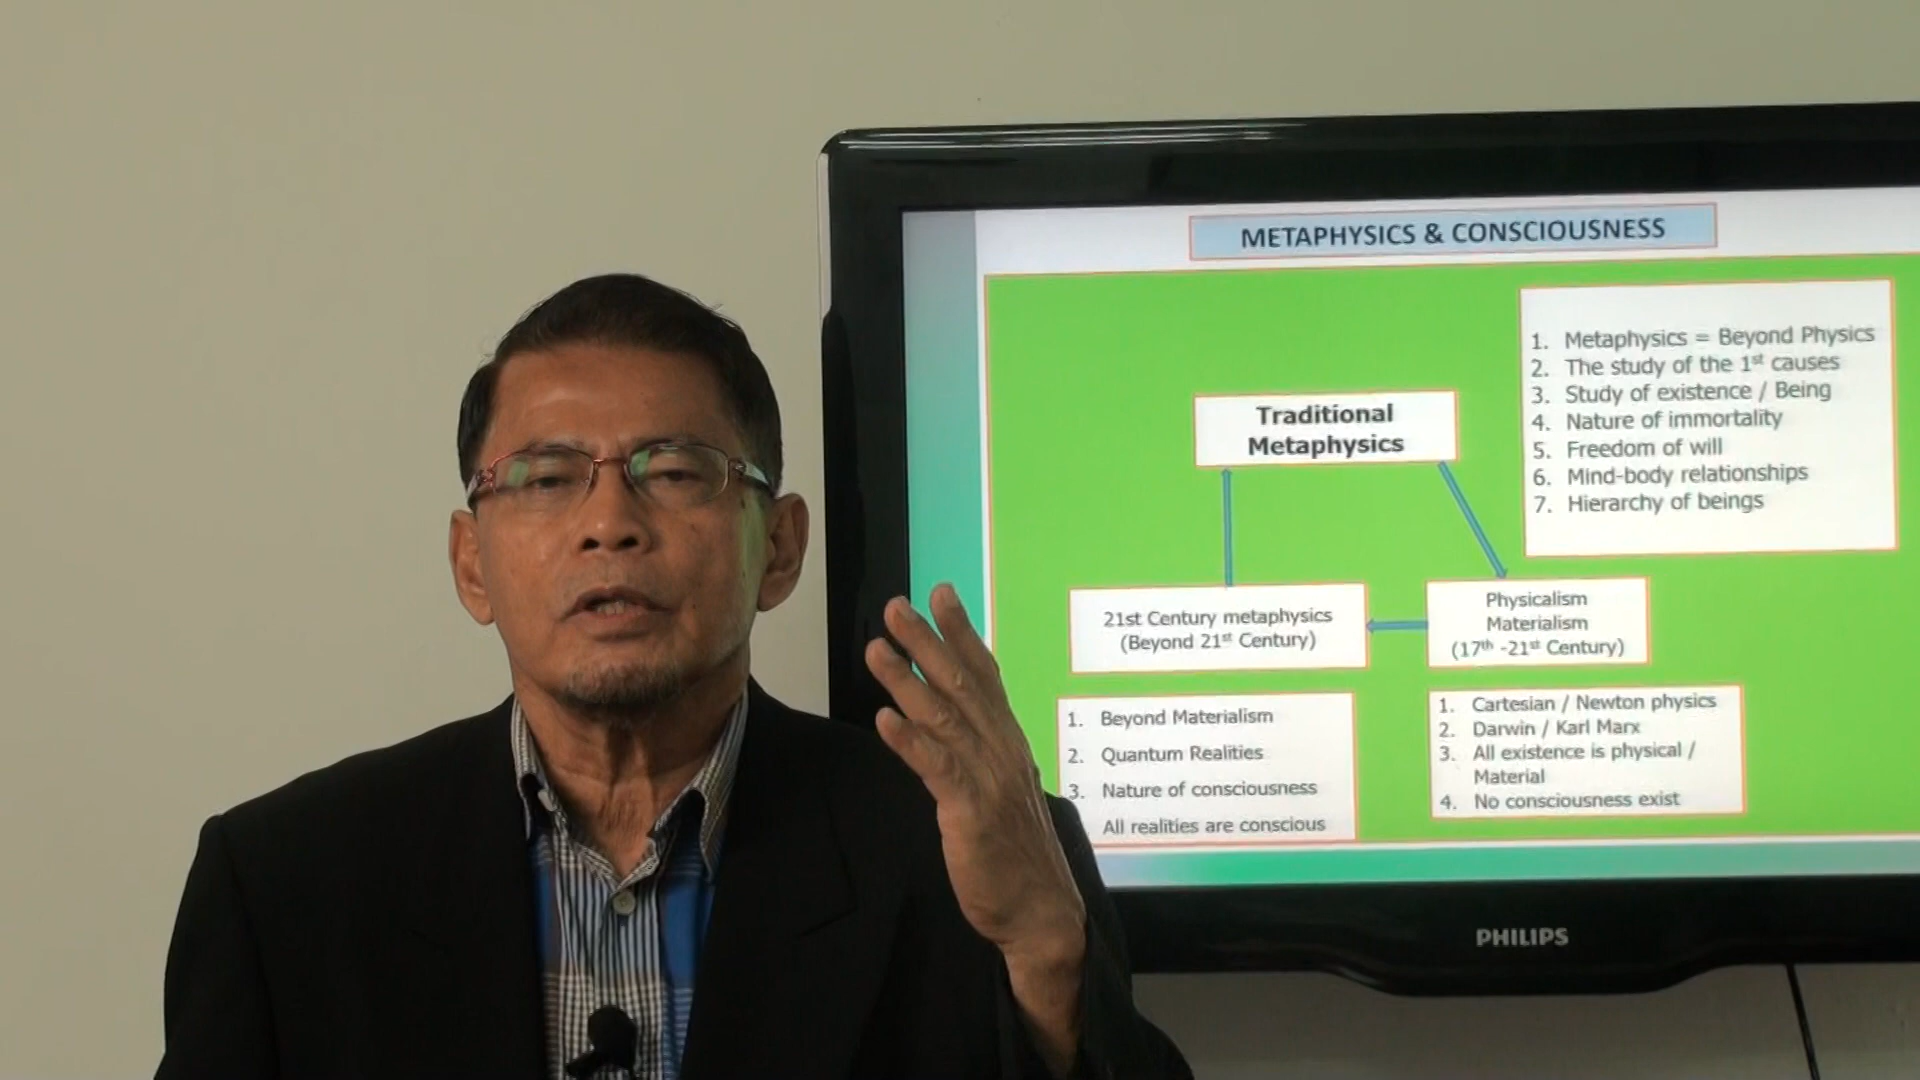 METAPHYSICS & CONSCIOUSNESS
1. Metaphysics = Beyond Physics
2. The study of the 1st causes
3. Study of existence / Being
4. Nature of immortality
5. Freedom of will
6. Mind-body relationships
7. Hierarchy of beings
Traditional
Metaphysics
21st Century metaphysics
(Beyond 21st Century)
Physicalism
Materialism
(17th -21st Century)
1. Beyond Materialism
2. Quantum Realities
3. Nature of consciousness
All realities are conscious
1. Cartesian / Newton physics
2. Darwin / Karl Marx
3. All existence is physical /
Material
4. No consciousness exist
PHILIPS